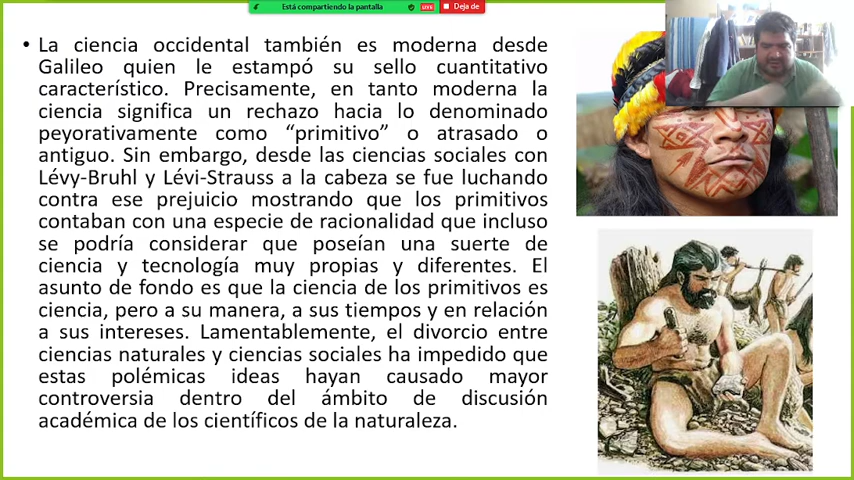 Está compartiendo la pantalla
LIVE
Deja de
• La ciencia occidental también es moderna desde
Galileo quien le estampó su sello cuantitativo
característico. Precisamente, en tanto moderna la
ciencia significa un rechazo hacia lo denominado
peyorativamente como “primitivo” o atrasado o
antiguo. Sin embargo, desde las ciencias sociales con
Lévy-Bruhl y Lévi-Strauss a la cabeza se fue luchando
contra ese prejuicio mostrando que los primitivos
contaban con una especie de racionalidad que incluso
se podría considerar que poseían una suerte de
ciencia y tecnología muy propias y diferentes. El
asunto de fondo es que la ciencia de los primitivos es
ciencia, pero a su manera, a sus tiempos y en relación
a sus intereses. Lamentablemente, el divorcio entre
ciencias naturales y ciencias sociales ha impedido que
estas polémicas ideas hayan causado mayor
controversia dentro del ámbito de discusión
académica de los científicos de la naturaleza.